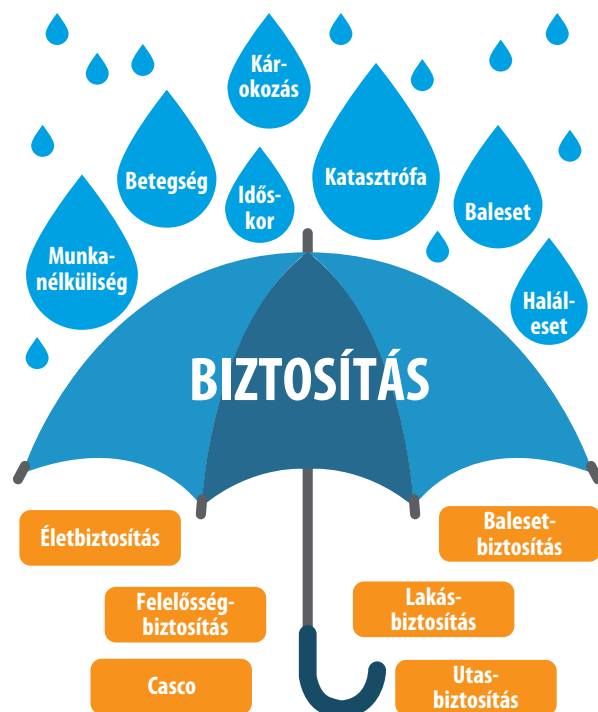 Kár-
okozás
Betegség
Idős-
kor
Katasztrófa
Baleset
Munka-
nélküliség
Halál-
eset
BIZTOSÍTÁS
Életbiztosítás
Baleset-
biztosítás
Felelősség-
biztosítás
Lakás-
biztosítás
Casco
Utas-
biztosítás